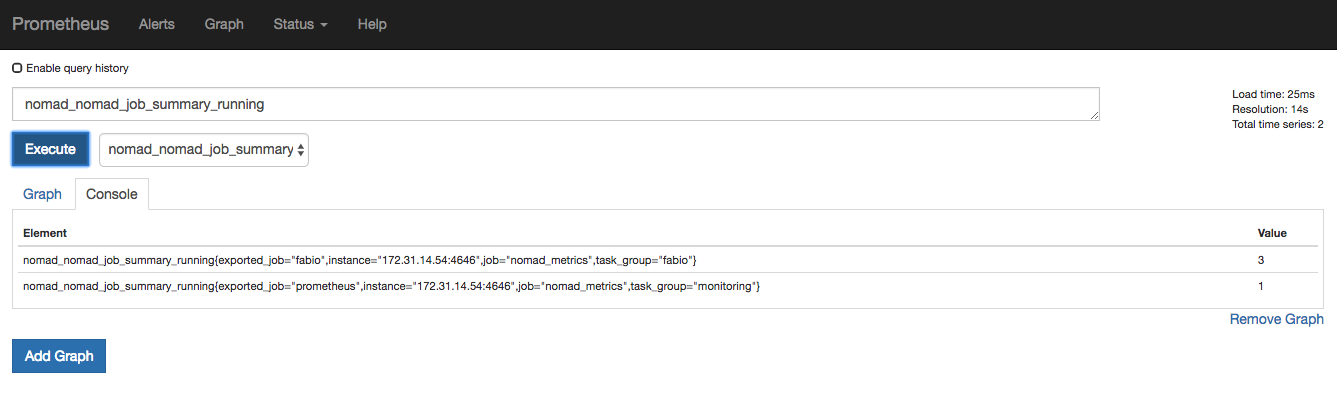 Prometheus Alerts Graph Status Help
Enable query history
nomad_nomad_job_summary_running
Load time: 25ms
Resolution: 14s
Total time series: 2
Execute nomad_nomad_job_summary
Graph Console
Element Value
nomad_nomad_job_summary_running{exported_job="fabio",instance="172.31.14.54:4646",job="nomad_metrics",task_group="fabio"} 3
nomad_nomad_job_summary_running{exported_job="prometheus",instance="172.31.14.54:4646",job="nomad_metrics",task_group="monitoring"} 1
Remove Graph
Add Graph